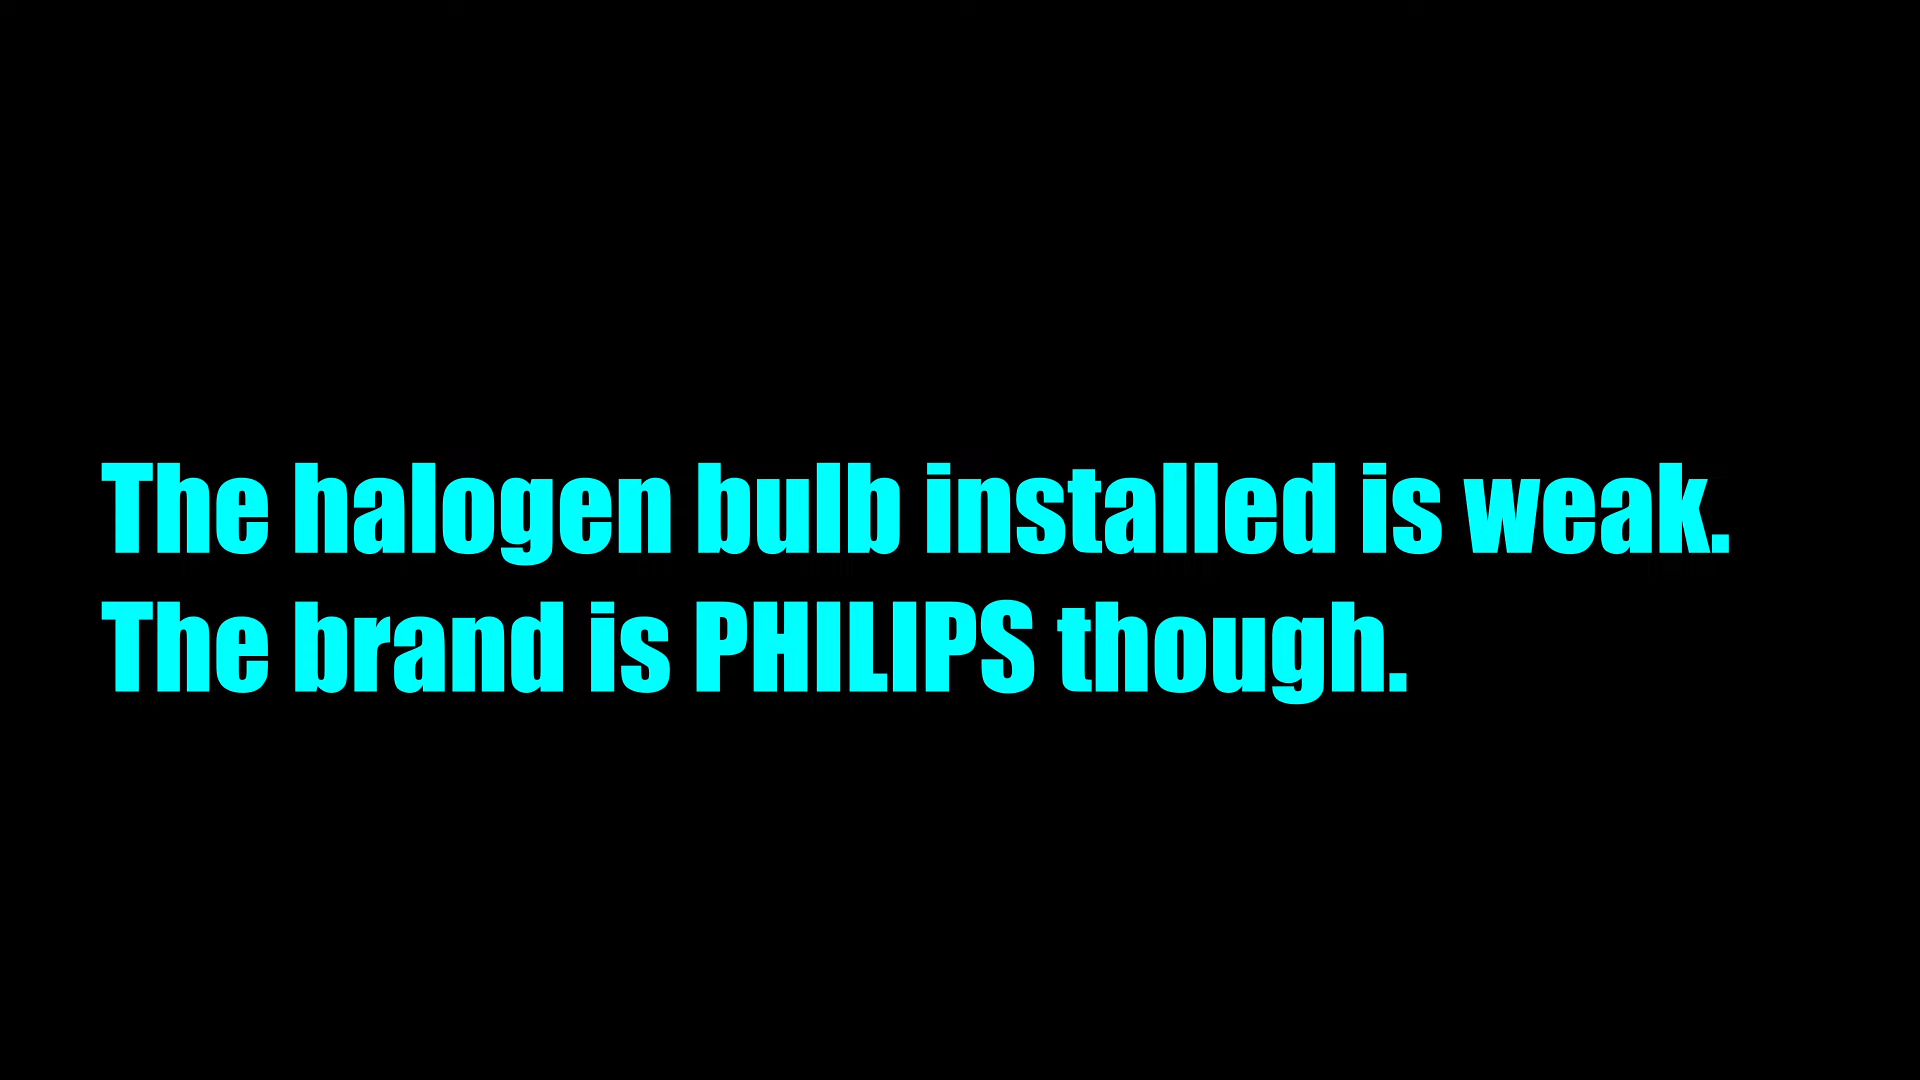 The halogen bulb installed is weak.
The brand is PHILIPS though.